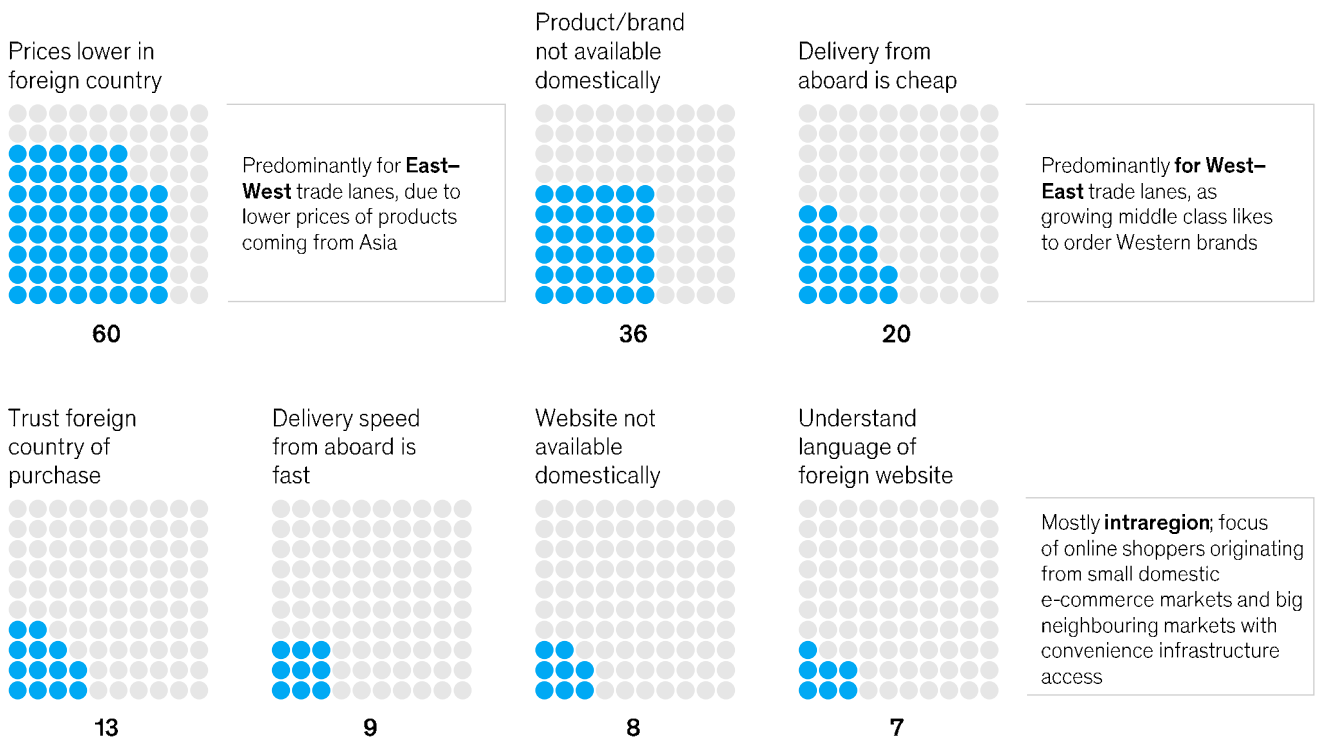 Prices lower in
foreign country
60
Predominantly for East–
West trade lanes, due to
lower prices of products
coming from Asia
Product/brand
not available
domestically
36
Delivery from
aboard is cheap
20
Predominantly for West–
East trade lanes, as
growing middle class likes
to order Western brands
Trust foreign
country of
purchase
13
Delivery speed
from aboard is
fast
9
Website not
available
domestically
8
Understand
language of
foreign website
7
Mostly intraregion; focus
of online shoppers originating
from small domestic
e-commerce markets and big
neighbouring markets with
convenience infrastructure
access